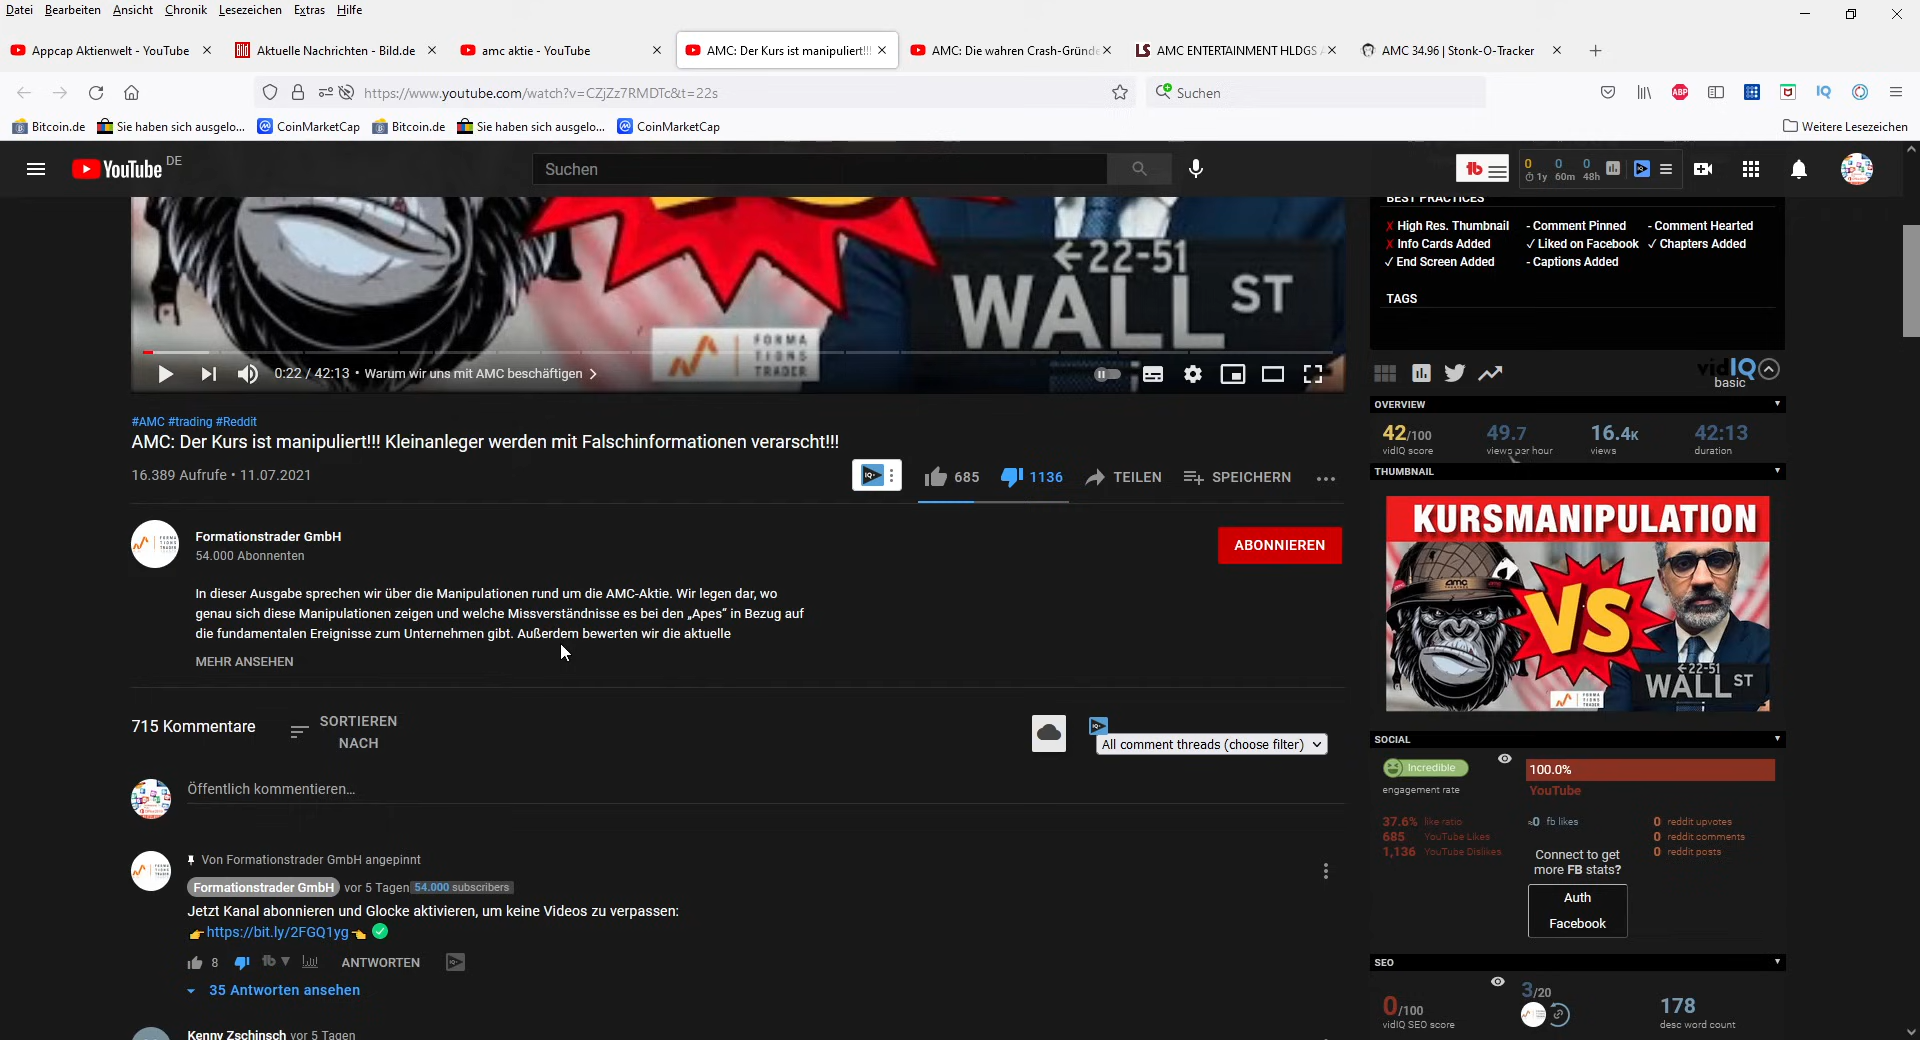 Datei Bearbeiten Ansicht Chronik Lesezeichen Extras Hilfe
Appcap Aktienwelt - YouTube
Aktuelle Nachrichten - Bild.de
amc aktie - YouTube
AMC: Der Kurs ist manipuliert!!!
AMC: Die wahren Crash-Gründe
LS AMC ENTERTAINMENT HLDGS
AMC 34.96 | Stonk-O-Tracker
https://www.youtube.com/watch?v=CZjZz7RMDTc&t=22s
Suchen
ABP
IQ
Bitcoin.de Sie haben sich ausgelo... CoinMarketCap Bitcoin.de Sie haben sich ausgelo... CoinMarketCap Weitere Lesezeichen
YouTube DE
Suchen
tb
0 0 0
1y 60m 48h
BEST PRACTICES
X High Res. Thumbnail - Comment Pinned - Comment Hearted
X Info Cards Added ✓ Liked on Facebook ✓ Chapters Added
✓ End Screen Added - Captions Added
TAGS
←22-51
WALL ST
FORMA
TIONS
TRADER
0:22 / 42:13 • Warum wir uns mit AMC beschäftigen
vidIQ
basic
#AMC #trading #Reddit
AMC: Der Kurs ist manipuliert!!! Kleinanleger werden mit Falschinformationen verarscht!!!
16.389 Aufrufe • 11.07.2021
685 1136 TEILEN SPEICHERN
OVERVIEW
42/100 49.7 16.4K 42:13
vidIQ score views per hour views duration
THUMBNAIL
KURSMANIPULATION
amc
VS
←22-51
WALL ST
FORMA
TIONS
TRADER
Formationstrader GmbH
54.000 Abonnenten
ABONNIEREN
In dieser Ausgabe sprechen wir über die Manipulationen rund um die AMC-Aktie. Wir legen dar, wo
genau sich diese Manipulationen zeigen und welche Missverständnisse es bei den „Apes" in Bezug auf
die fundamentalen Ereignisse zum Unternehmen gibt. Außerdem bewerten wir die aktuelle
MEHR ANSEHEN
715 Kommentare
SORTIEREN
NACH
All comment threads (choose filter)
Öffentlich kommentieren...
SOCIAL
Incredible
engagement rate
100.0%
YouTube
37.6% like ratio
685 YouTube Likes
1,136 YouTube Dislikes
≈0 fb likes
0 reddit upvotes
0 reddit comments
0 reddit posts
Connect to get
more FB stats?
Auth
Facebook
Von Formationstrader GmbH angepinnt
Formationstrader GmbH vor 5 Tagen 54.000 subscribers
Jetzt Kanal abonnieren und Glocke aktivieren, um keine Videos zu verpassen:
👉 https://bit.ly/2FGQ1yg 👈 ✅
8 tb ANTWORTEN
35 Antworten ansehen
Kenny Zschinsch vor 5 Tagen
SEO
0/100
vidIQ SEO score
3/20
178
desc word count